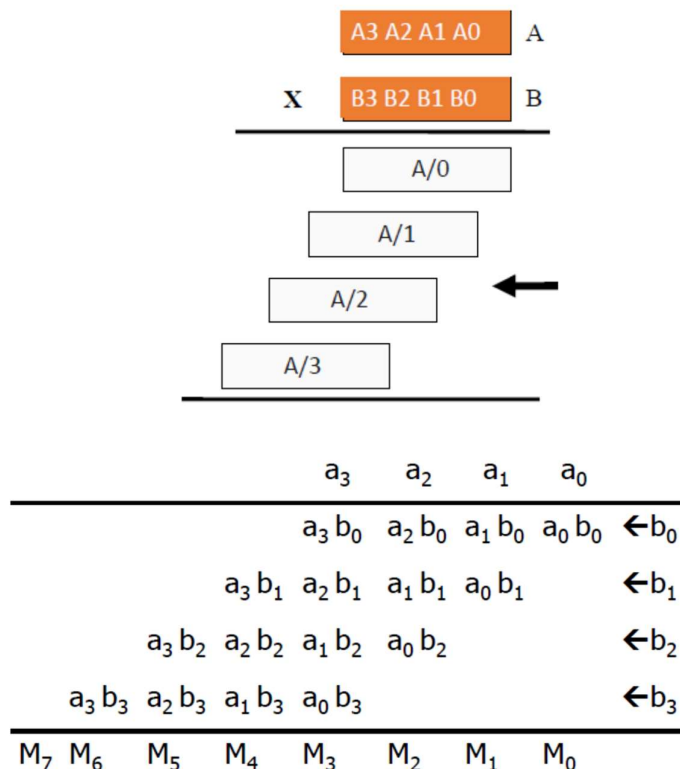 A3 A2 A1 A0 A
X B3 B2 B1 B0 B
A/0
A/1
A/2
A/3
a₃ a₂ a₁ a₀
a₃ b₀ a₂ b₀ a₁ b₀ a₀ b₀ ←b₀
a₃ b₁ a₂ b₁ a₁ b₁ a₀ b₁ ←b₁
a₃ b₂ a₂ b₂ a₁ b₂ a₀ b₂ ←b₂
a₃ b₃ a₂ b₃ a₁ b₃ a₀ b₃ ←b₃
M₇ M₆ M₅ M₄ M₃ M₂ M₁ M₀